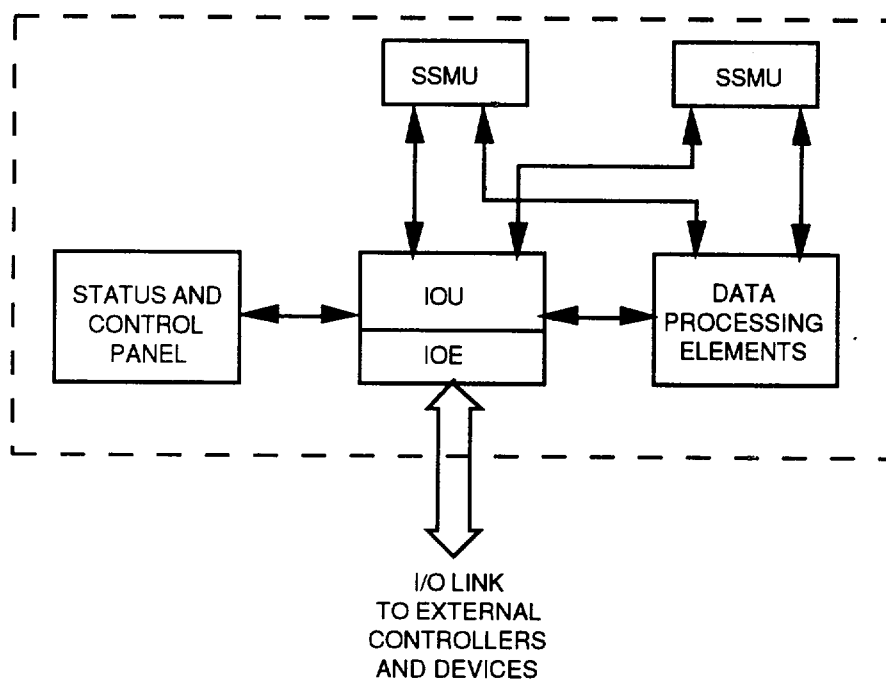 SSMU
SSMU
STATUS AND
CONTROL
PANEL
IOU
IOE
DATA
PROCESSING
ELEMENTS
I/O LINK
TO EXTERNAL
CONTROLLERS
AND DEVICES